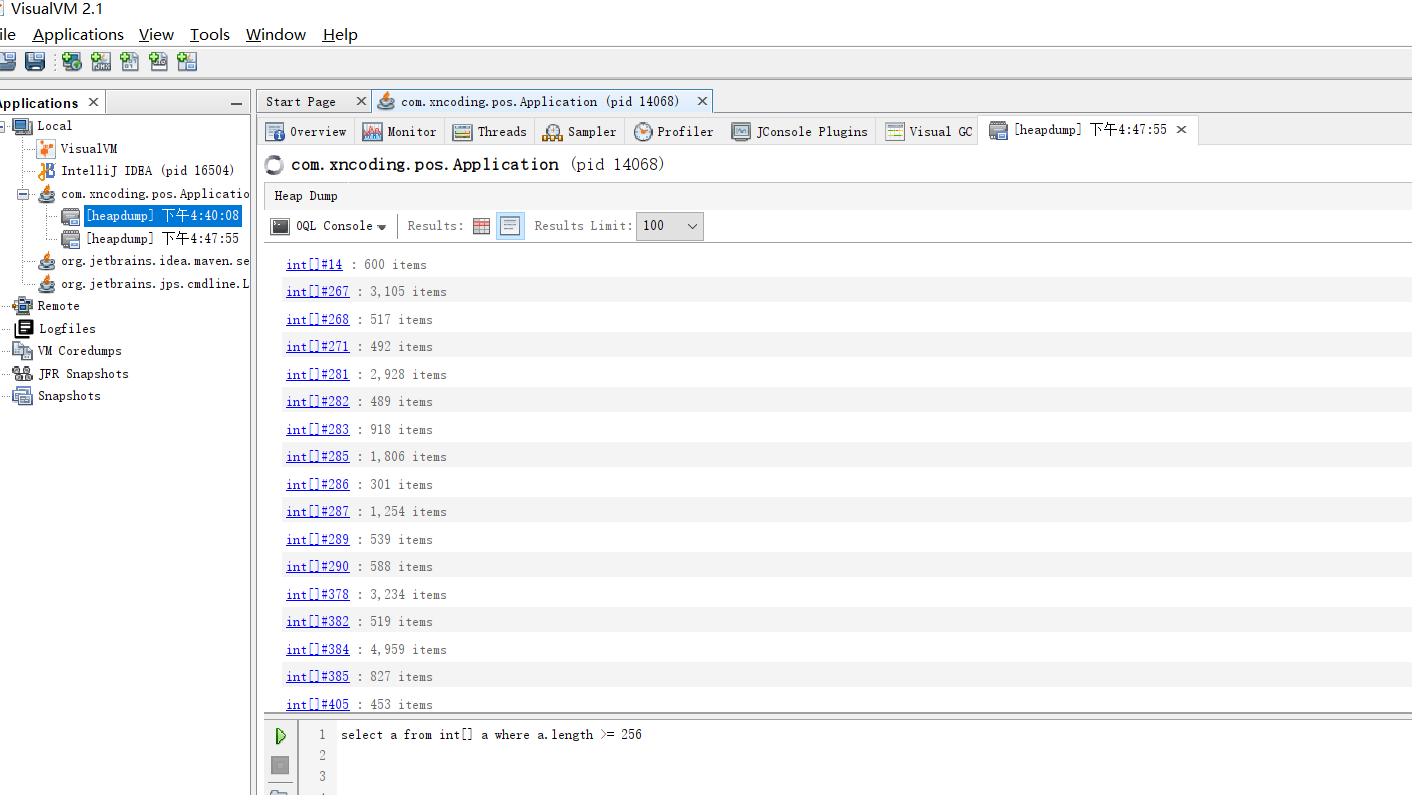 VisualVM 2.1
ile Applications View Tools Window Help
Applications
Local
VisualVM
IntelliJ IDEA (pid 16504)
com.xncoding.pos.Applicatio
[heapdump] 下午4:40:08
[heapdump] 下午4:47:55
org.jetbrains.idea.maven.se
org.jetbrains.jps.cmdline.L
Remote
Logfiles
VM Coredumps
JFR Snapshots
Snapshots
Start Page com.xncoding.pos.Application (pid 14068)
Overview Monitor Threads Sampler Profiler JConsole Plugins Visual GC [heapdump] 下午4:47:55
com.xncoding.pos.Application (pid 14068)
Heap Dump
OQL Console Results: Results Limit: 100
int[]#14 : 600 items
int[]#267 : 3,105 items
int[]#268 : 517 items
int[]#271 : 492 items
int[]#281 : 2,928 items
int[]#282 : 489 items
int[]#283 : 918 items
int[]#285 : 1,806 items
int[]#286 : 301 items
int[]#287 : 1,254 items
int[]#289 : 539 items
int[]#290 : 588 items
int[]#378 : 3,234 items
int[]#382 : 519 items
int[]#384 : 4,959 items
int[]#385 : 827 items
int[]#405 : 453 items
1 select a from int[] a where a.length >= 256
2
3